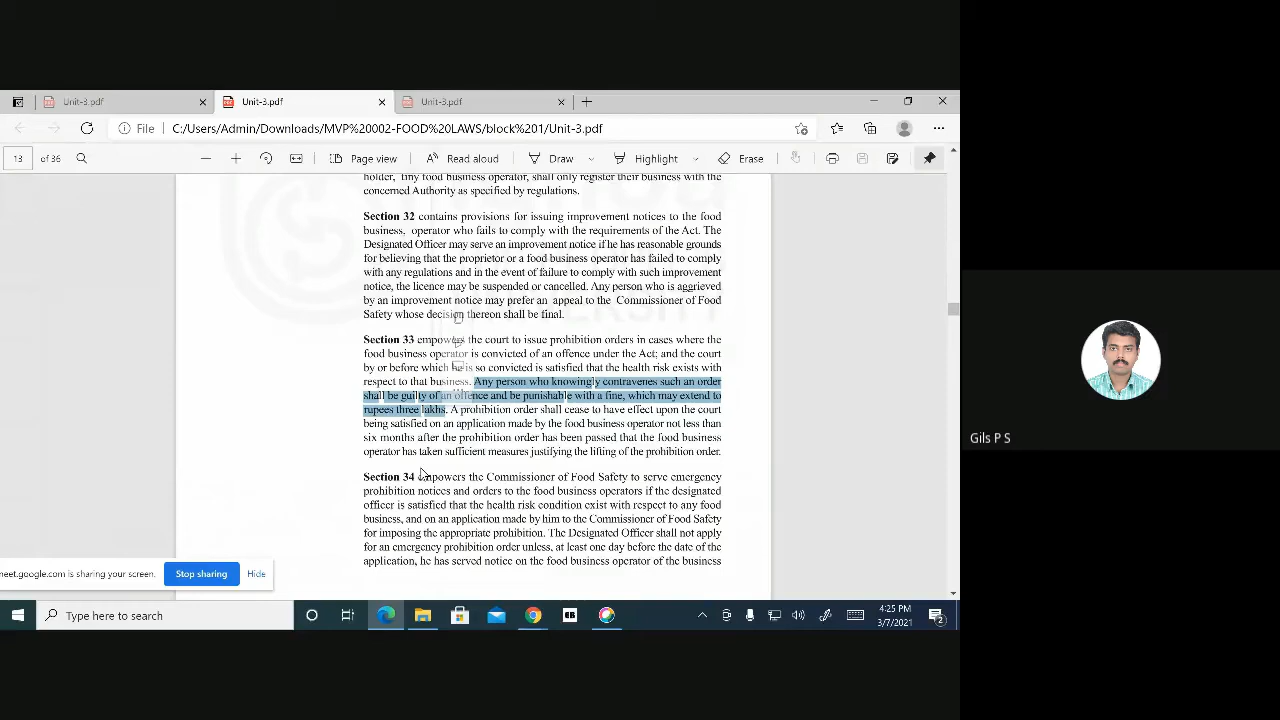 Unit-3.pdf
Unit-3.pdf
Unit-3.pdf
File
C:/Users/Admin/Downloads/MVP%20002-FOOD%20LAWS/block%201/Unit-3.pdf
13 of 36
Page view
Read aloud
Draw
Highlight
Erase
holder, tiny food business operator, shall only register their business with the
concerned Authority as specified by regulations.
Section 32 contains provisions for issuing improvement notices to the food
business, operator who fails to comply with the requirements of the Act. The
Designated Officer may serve an improvement notice if he has reasonable grounds
for believing that the proprietor or a food business operator has failed to comply
with any regulations and in the event of failure to comply with such improvement
notice, the licence may be suspended or cancelled. Any person who is aggrieved
by an improvement notice may prefer an appeal to the Commissioner of Food
Safety whose decision thereon shall be final.
Section 33 empowers the court to issue prohibition orders in cases where the
food business operator is convicted of an offence under the Act; and the court
by or before which he is so convicted is satisfied that the health risk exists with
respect to that business. Any person who knowingly contravenes such an order
shall be guilty of an offence and be punishable with a fine, which may extend to
rupees three lakhs. A prohibition order shall cease to have effect upon the court
being satisfied on an application made by the food business operator not less than
six months after the prohibition order has been passed that the food business
operator has taken sufficient measures justifying the lifting of the prohibition order.
Section 34 empowers the Commissioner of Food Safety to serve emergency
prohibition notices and orders to the food business operators if the designated
officer is satisfied that the health risk condition exist with respect to any food
business, and on an application made by him to the Commissioner of Food Safety
for imposing the appropriate prohibition. The Designated Officer shall not apply
for an emergency prohibition order unless, at least one day before the date of the
application, he has served notice on the food business operator of the business
meet.google.com is sharing your screen.
Stop sharing
Hide
Gils P S
Type here to search
4:25 PM
3/7/2021
2